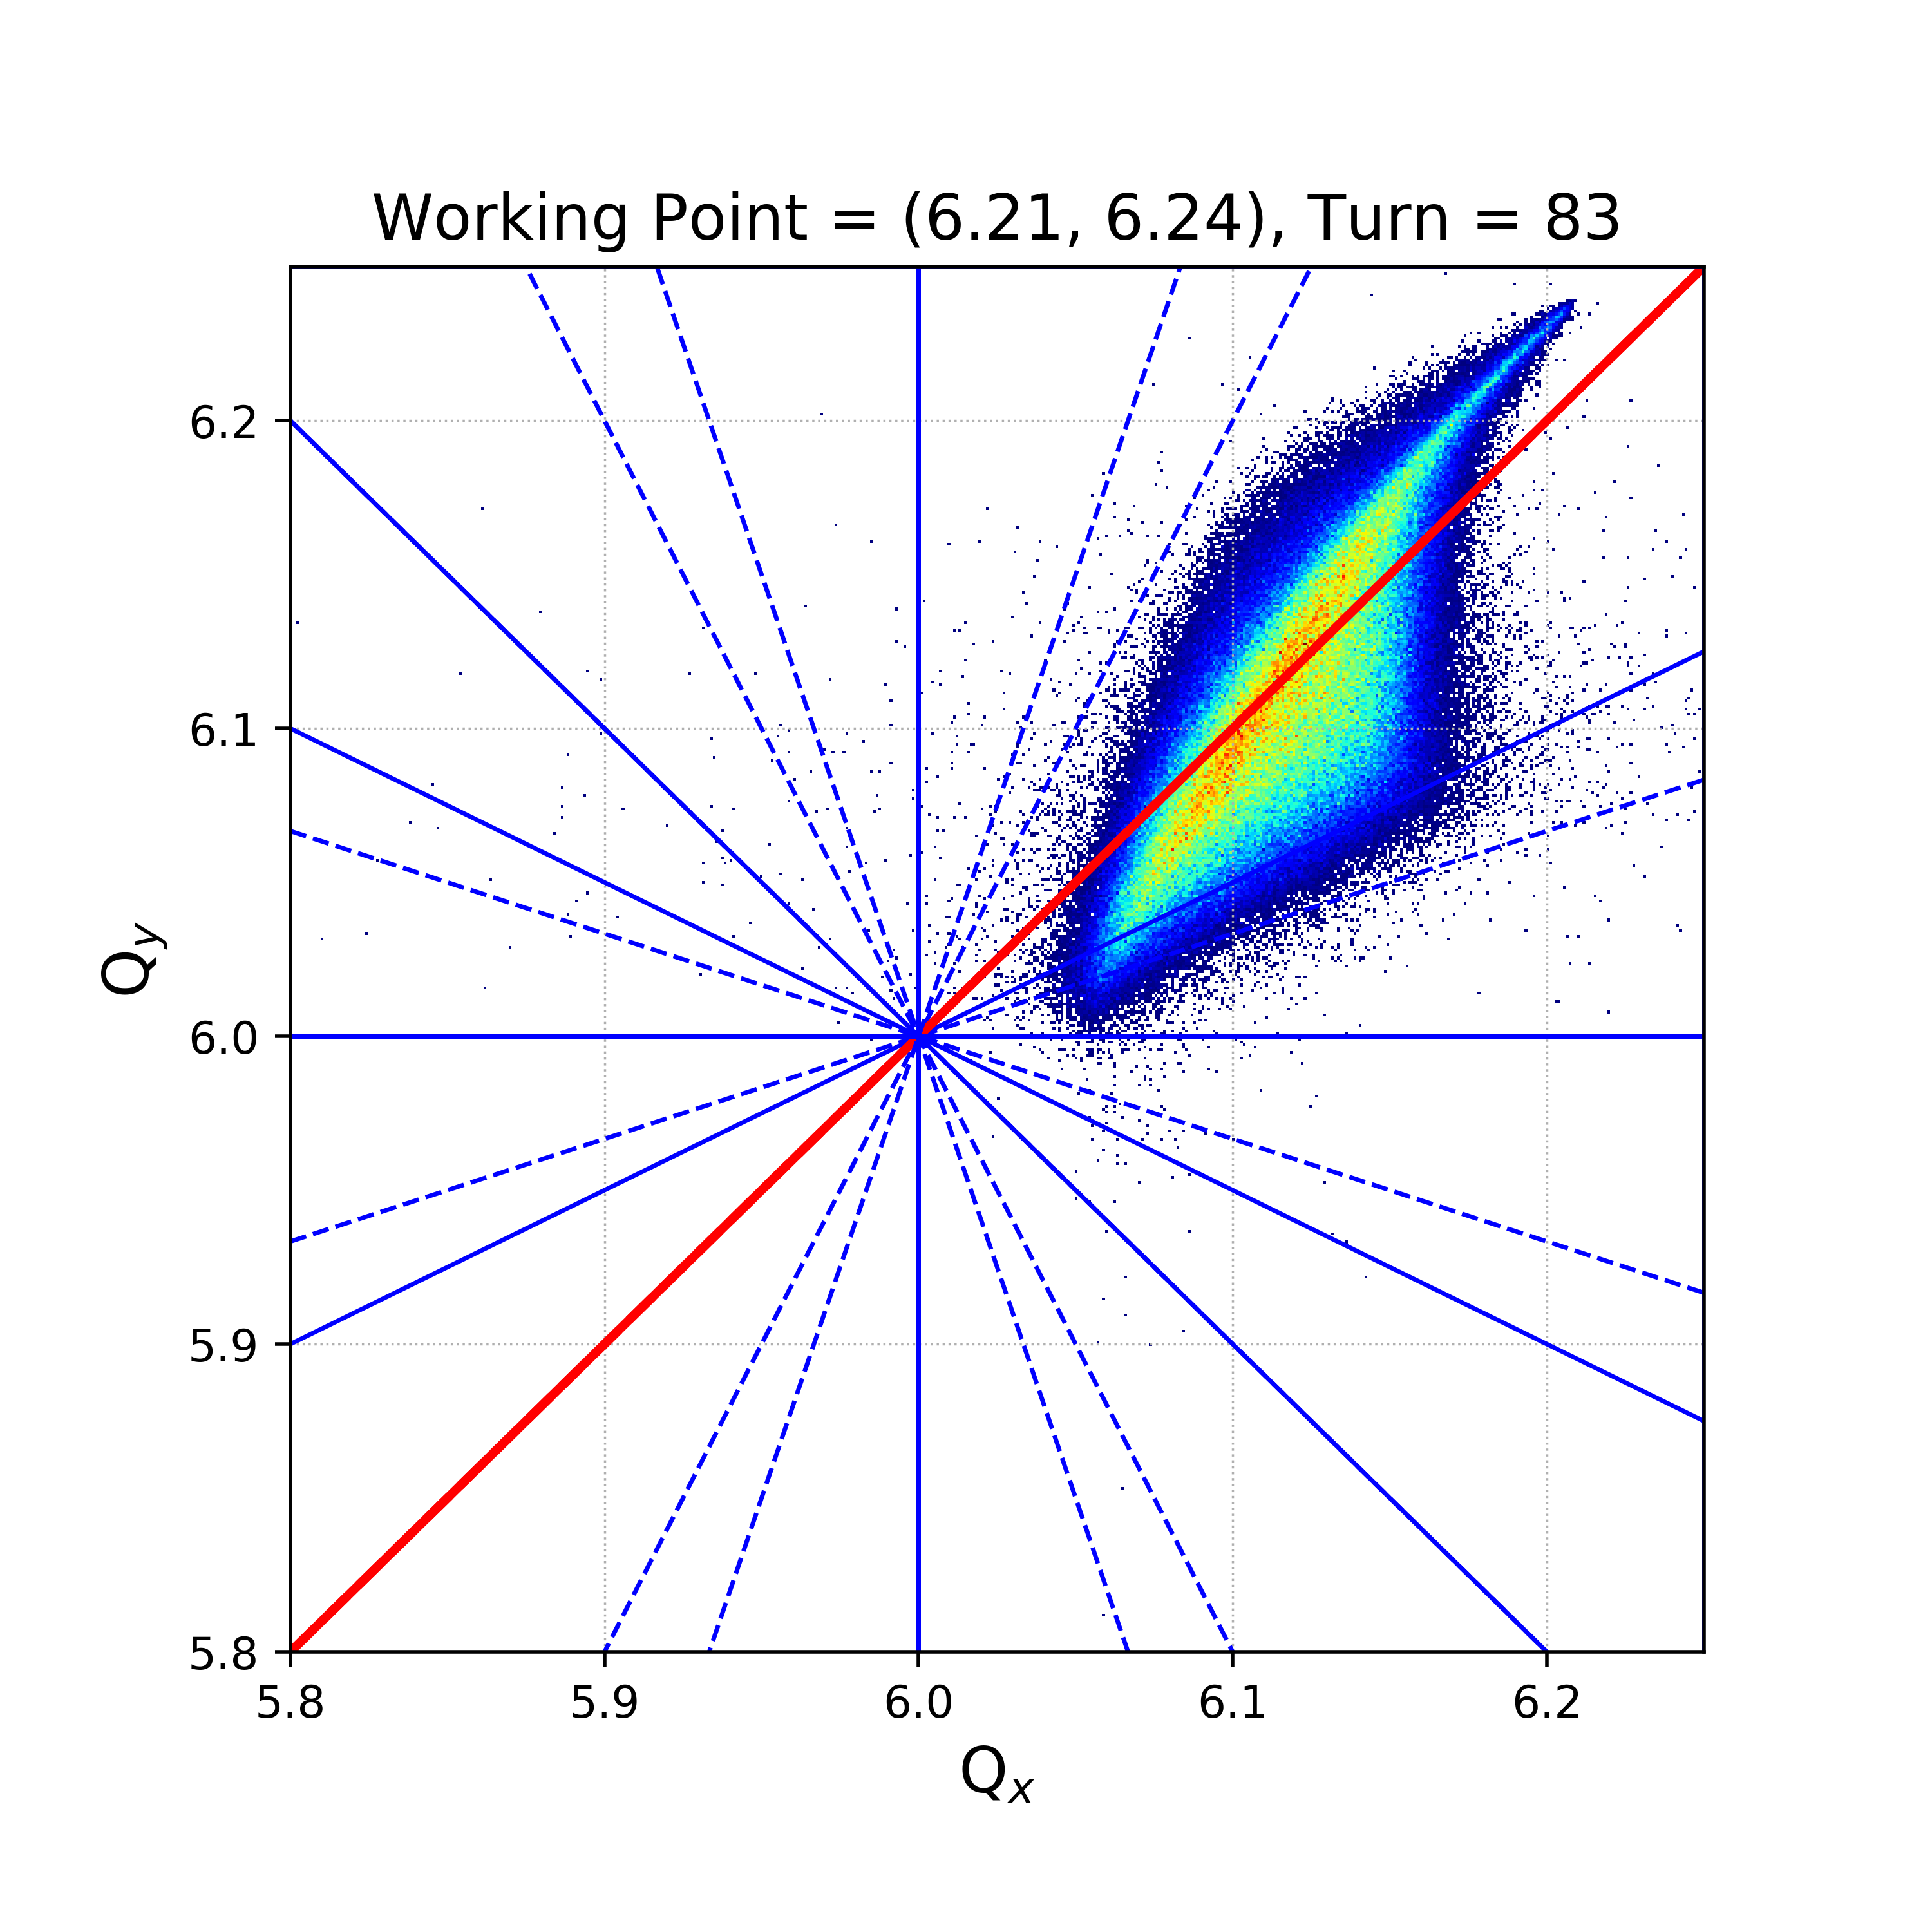 Working Point = (6.21, 6.24), Turn = 83
6.2
6.1
6.0
5.9
5.8
Qy
5.8 5.9 6.0 6.1 6.2
Qx